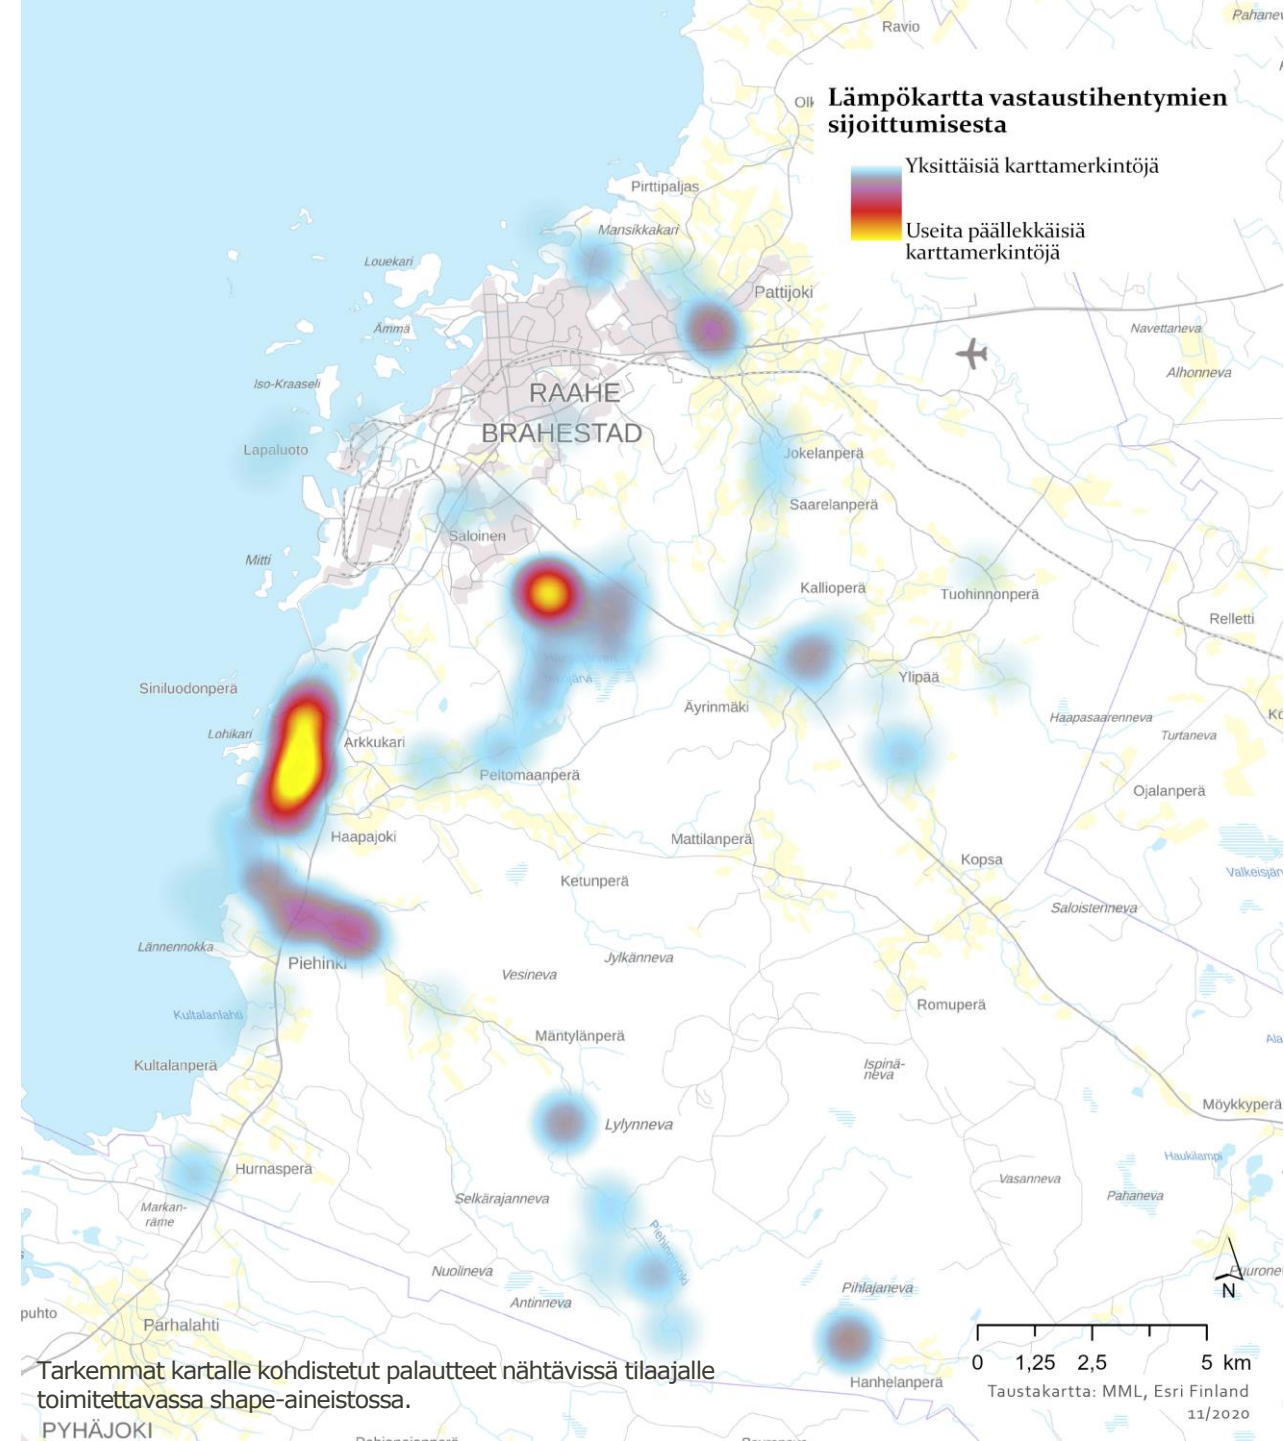 Ravio
Lämpökartta vastaustihentymien
sijoittumisesta
Yksittäisiä karttamerkintöjä
Useita päällekkäisiä
karttamerkintöjä
Pirttipaljas
Mansikkakari
Louekari
Pattijoki
Ämmä
Navettaneva
Alhonneva
Iso-Kraaseli
RAAHE
BRAHESTAD
Lapaluoto
Jokelanperä
Saarelanperä
Saloinen
Mitti
Kallioperä
Tuohinnonperä
Relletti
Siniluodonperä
Ylipää
Äyrinmäki
Haapasaarenneva
Lohikari
Arkkukari
Turtaneva
Peltomaanperä
Ojalanperä
Haapajoki
Mattilanperä
Kopsa
Ketunperä
Saloistenneva
Lännennokka
Piehinki
Jylkänneva
Vesineva
Kultalanlahti
Romuperä
Mäntylänperä
Kultalanperä
Ispinä-
neva
Möykkyperä
Lylynneva
Haukilampi
Hurnasperä
Vasanneva
Selkärajanneva
Pahaneva
Markan-
räme
Nuolineva
Pihlajaneva
Antinneva
N
Parhalahti
0 1,25 2,5 5 km
Tarkemmat kartalle kohdistetut palautteet nähtävissä tilaajalle
toimitettavassa shape-aineistossa.
Hanhelanperä
Taustakartta: MML, Esri Finland
11/2020
PYHÄJOKI